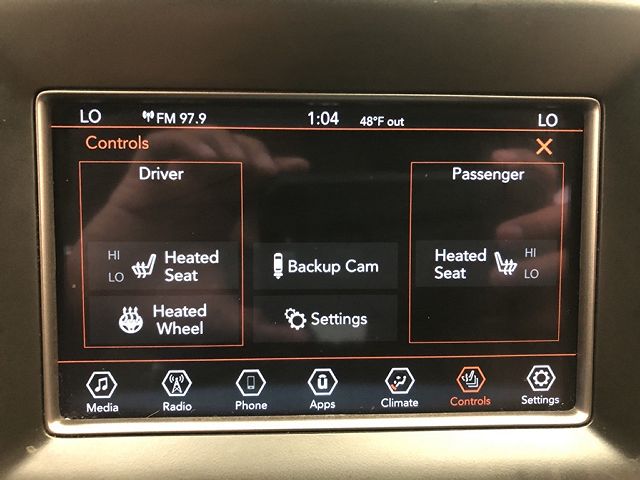 LO FM 97.9 1:04 48°F out LO
Controls
Driver
HI
LO
Heated
Seat
Heated
Wheel
Backup Cam
Settings
Passenger
Heated
Seat
HI
LO
Media Radio Phone Apps Climate Controls Settings